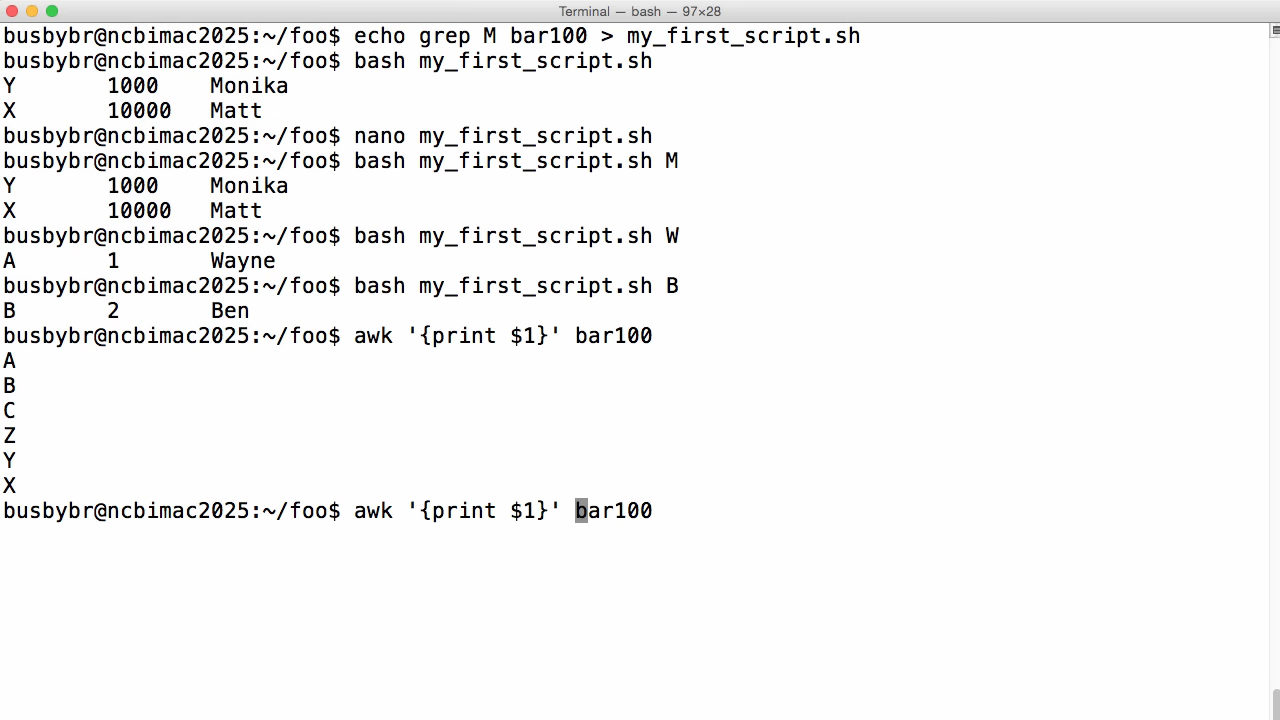 Terminal — bash — 97×28
busbybr@ncbimac2025:~/foo$ echo grep M bar100 > my_first_script.sh
busbybr@ncbimac2025:~/foo$ bash my_first_script.sh
Y 1000 Monika
X 10000 Matt
busbybr@ncbimac2025:~/foo$ nano my_first_script.sh
busbybr@ncbimac2025:~/foo$ bash my_first_script.sh M
Y 1000 Monika
X 10000 Matt
busbybr@ncbimac2025:~/foo$ bash my_first_script.sh W
A 1 Wayne
busbybr@ncbimac2025:~/foo$ bash my_first_script.sh B
B 2 Ben
busbybr@ncbimac2025:~/foo$ awk '{print $1}' bar100
A
B
C
Z
Y
X
busbybr@ncbimac2025:~/foo$ awk '{print $1}' bar100